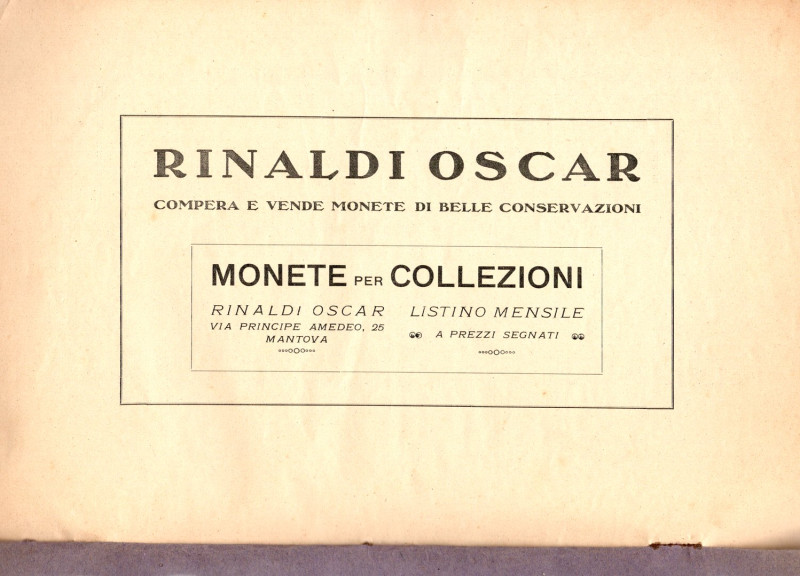 RINALDI OSCAR
COMPERA E VENDE MONETE DI BELLE CONSERVAZIONI
MONETE PER COLLEZIONI
RINALDI OSCAR
VIA PRINCIPE AMEDEO, 25
MANTOVA
LISTINO MENSILE
A PREZZI SEGNATI